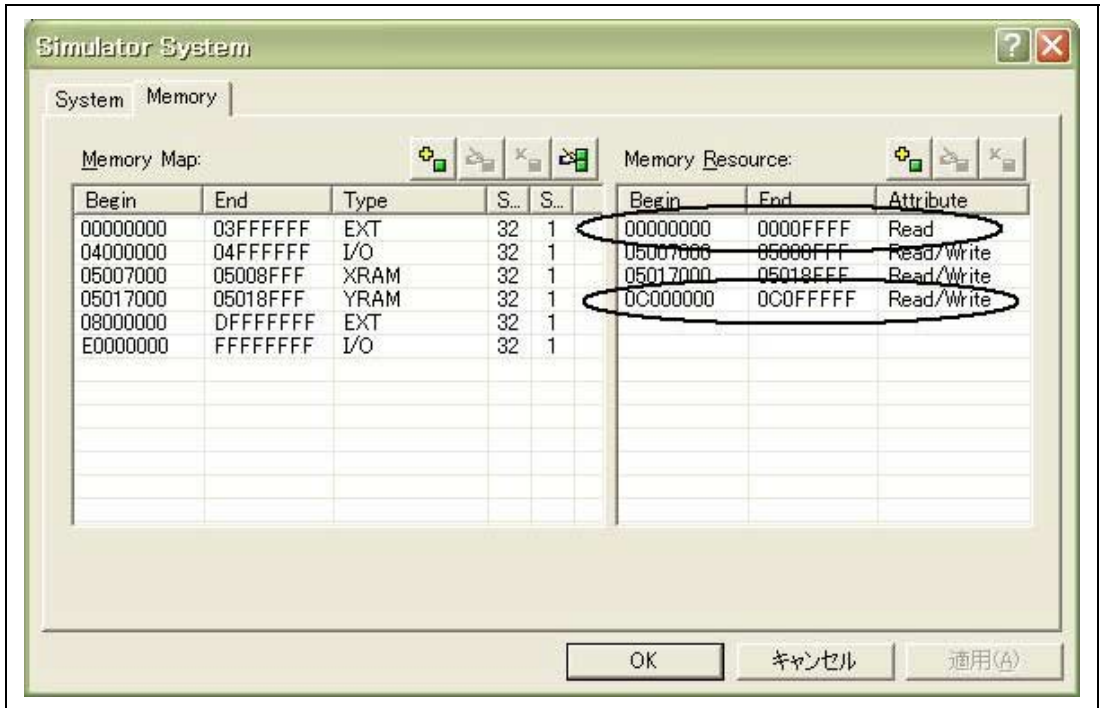 Simulator System
System Memory
Memory Map:
Begin End Type S... S...
00000000 03FFFFFF EXT 32 1
04000000 04FFFFFF I/O 32 1
05007000 05008FFF XRAM 32 1
05017000 05018FFF YRAM 32 1
08000000 DFFFFFFF EXT 32 1
E0000000 FFFFFFFF I/O 32 1
Memory Resource:
Begin End Attribute
00000000 0000FFFF Read
05007000 05008FFF Read/Write
05017000 05018FFF Read/Write
0C000000 0C0FFFFF Read/Write
OK キャンセル 適用(A)